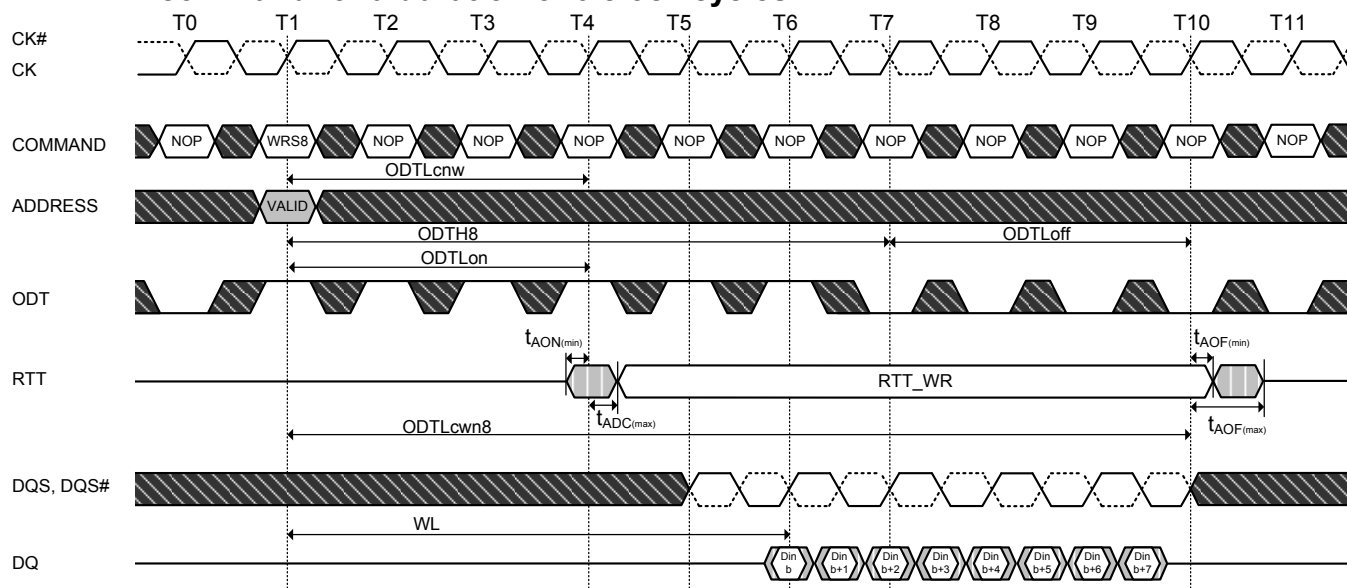 T0 T1 T2 T3 T4 T5 T6 T7 T8 T9 T10 T11
CK#
CK
COMMAND NOP WRS8 NOP NOP NOP NOP NOP NOP NOP NOP NOP NOP
ODTLcnw
ADDRESS VALID
ODTH8 ODTLoff
ODTLon
ODT
tAON(min) tAOF(min)
RTT RTT_WR
tADC(max) tAOF(max)
ODTLcwn8
DQS, DQS#
WL
DQ Din b Din b+1 Din b+2 Din b+3 Din b+4 Din b+5 Din b+6 Din b+7